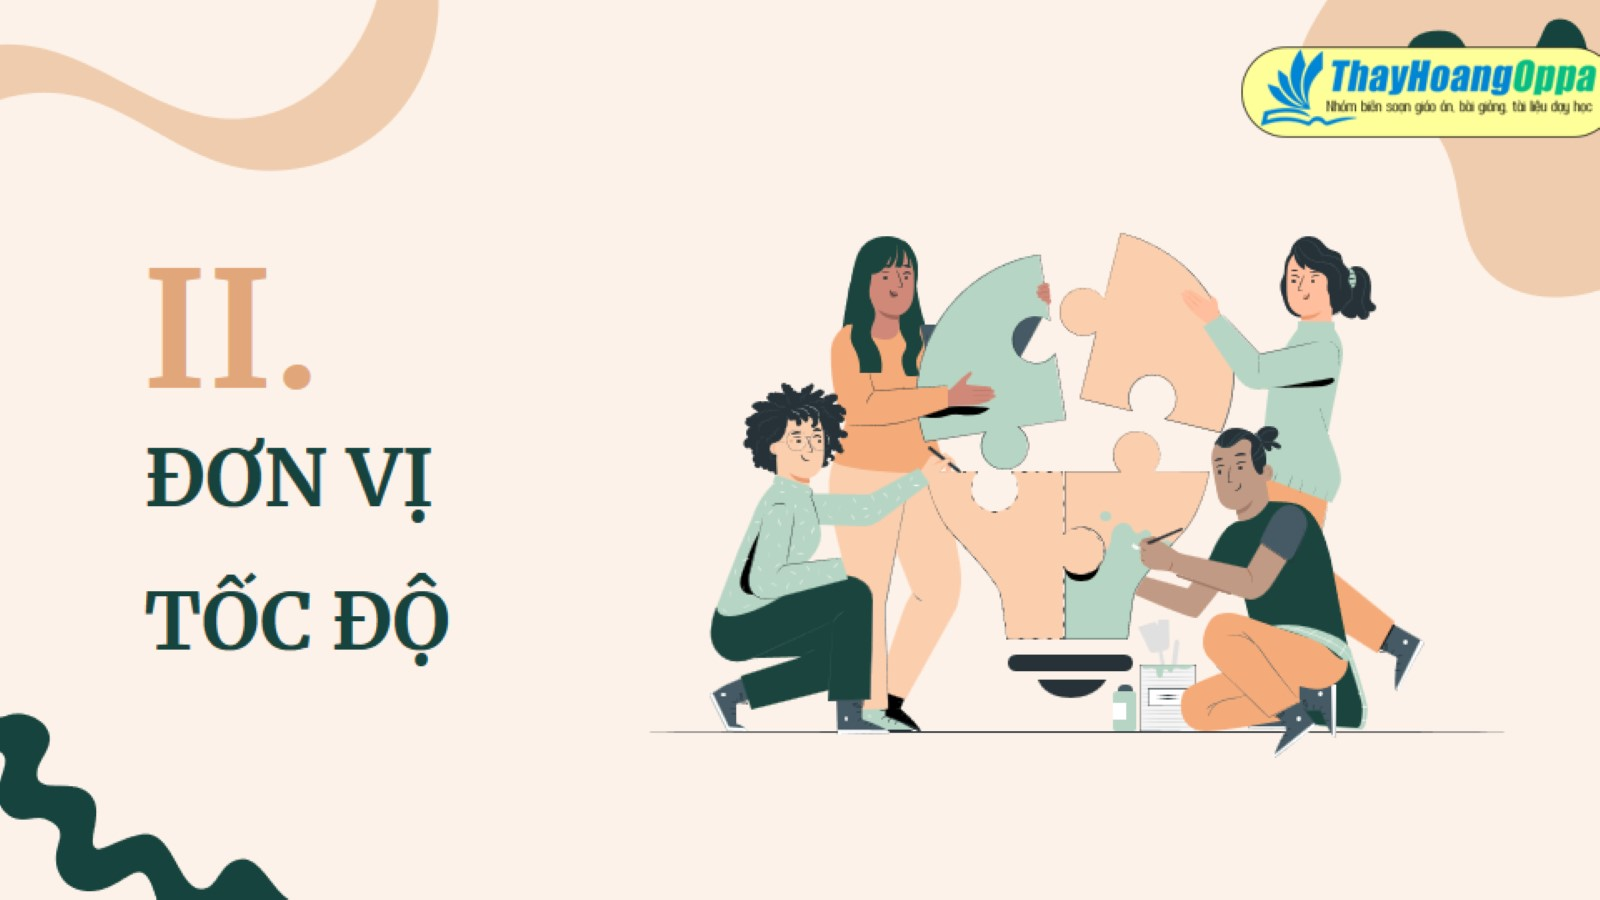 ThayHoangOppa
Nhóm biên soạn giáo án, bài giảng, tài liệu dạy học
II.
ĐƠN VỊ
TỐC ĐỘ